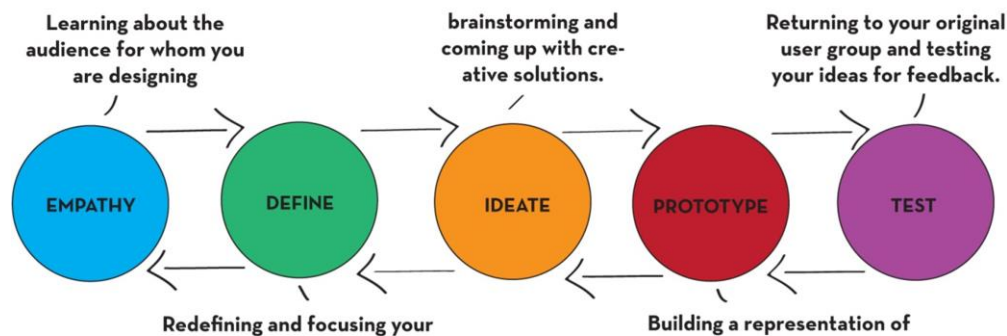 Learning about the
audience for whom you
are designing
brainstorming and
coming up with cre-
ative solutions.
Returning to your original
user group and testing
your ideas for feedback.
EMPATHY
DEFINE
IDEATE
PROTOTYPE
TEST
Redefining and focusing your
Building a representation of